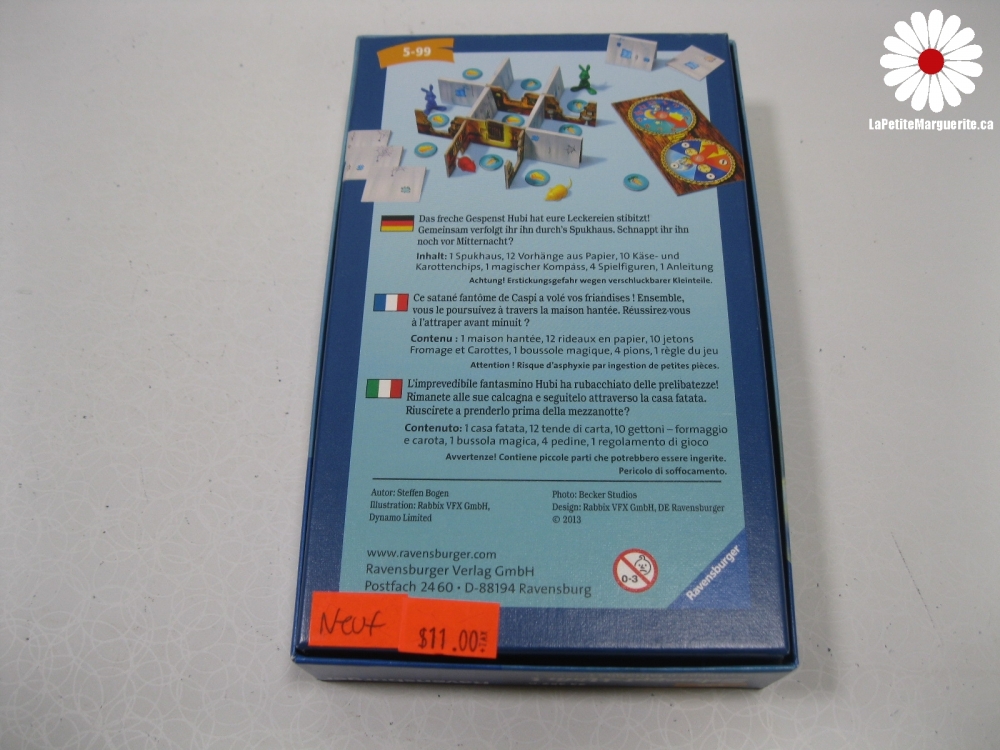 5-99
LaPetiteMarguerite.ca
Das freche Gespenst Hubi hat eure Leckereien stibitzt!
Gemeinsam verfolgt ihr ihn durch's Spukhaus. Schnappt ihr ihn
noch vor Mitternacht?
Inhalt: 1 Spukhaus, 12 Vorhänge aus Papier, 10 Käse- und
Karottenchips, 1 magischer Kompass, 4 Spielfiguren, 1 Anleitung
Achtung! Erstickungsgefahr wegen verschluckbarer Kleinteile.
Ce satané fantôme de Caspi a volé vos friandises ! Ensemble,
vous le poursuivez à travers la maison hantée. Réussirez-vous
à l'attraper avant minuit ?
Contenu : 1 maison hantée, 12 rideaux en papier, 10 jetons
Fromage et Carottes, 1 boussole magique, 4 pions, 1 règle du jeu
Attention ! Risque d'asphyxie par ingestion de petites pièces.
L'imprevedibile fantasmino Hubi ha rubacchiato delle prelibatezze!
Rimanete alle sue calcagna e seguitelo attraverso la casa fatata.
Riuscirete a prenderlo prima della mezzanotte?
Contenuto: 1 casa fatata, 12 tende di carta, 10 gettoni – formaggio
e carota, 1 bussola magica, 4 pedine, 1 regolamento di gioco
Avvertenze! Contiene piccole parti che potrebbero essere ingerite.
Pericolo di soffocamento.
Autor: Steffen Bogen
Illustration: Rabbix VFX GmbH,
Dynamo Limited
Photo: Becker Studios
Design: Rabbix VFX GmbH, DE Ravensburger
© 2013
www.ravensburger.com
Ravensburger Verlag GmbH
Postfach 24 60 • D-88194 Ravensburg
0-3
Ravensburger
Neuf
$11.00